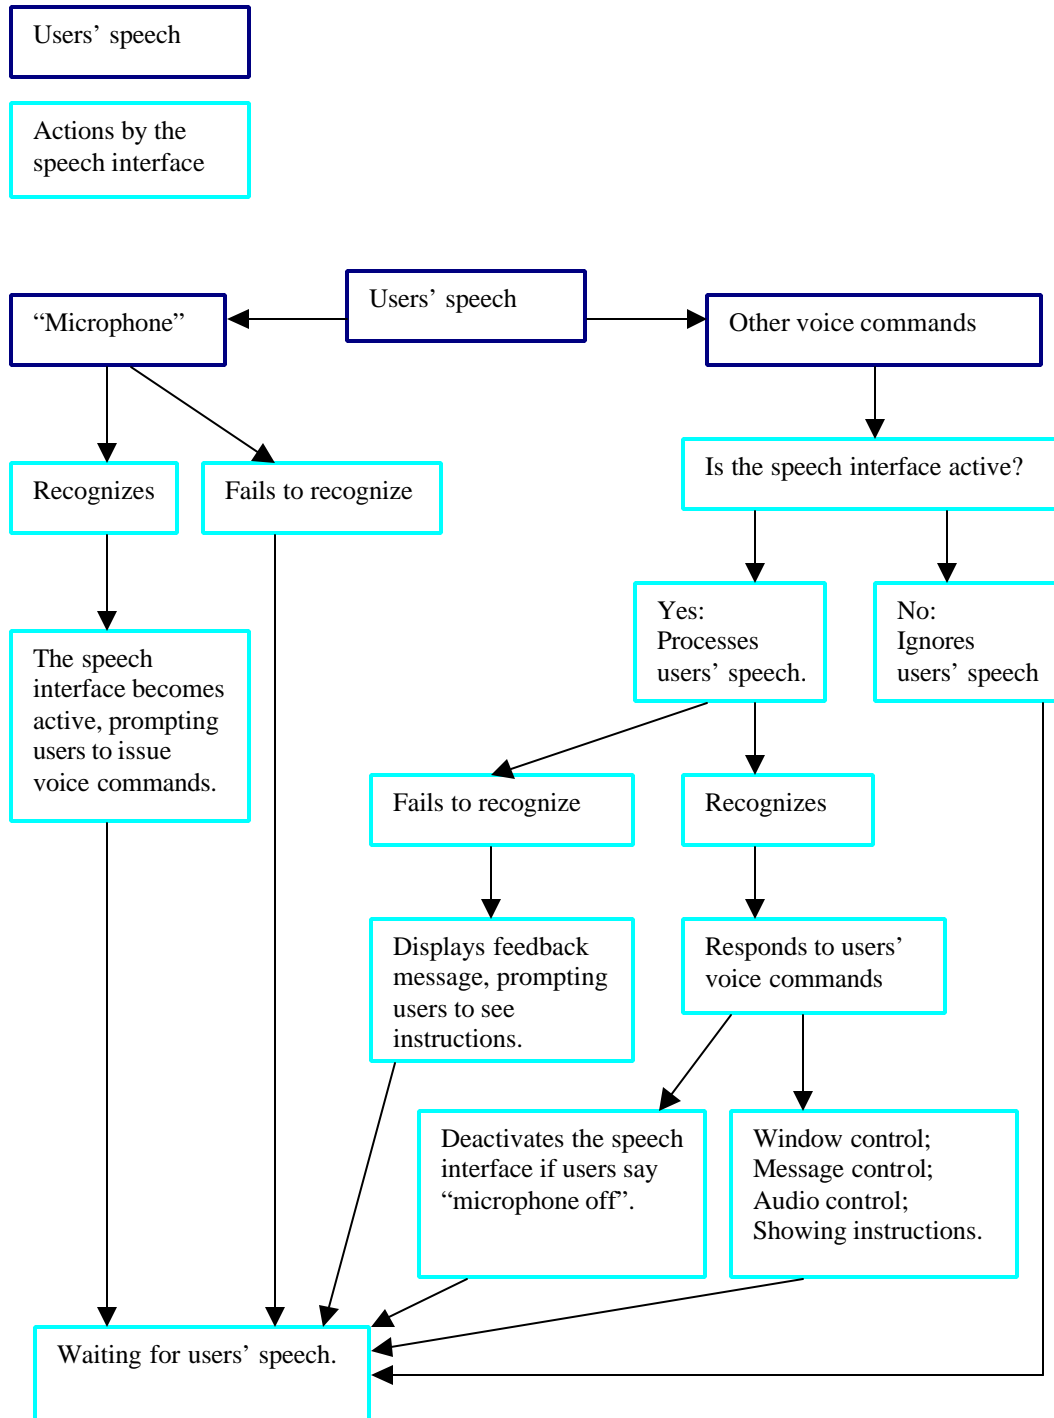 Users’ speech
Actions by the
speech interface
Users’ speech
“Microphone”
Other voice commands
Is the speech interface active?
Recognizes
Fails to recognize
Yes:
Processes
users’ speech.
No:
Ignores
users’ speech
The speech
interface becomes
active, prompting
users to issue
voice commands.
Fails to recognize
Recognizes
Displays feedback
message, prompting
users to see
instructions.
Responds to users’
voice commands
Deactivates the speech
interface if users say
“microphone off”.
Window control;
Message control;
Audio control;
Showing instructions.
Waiting for users’ speech.